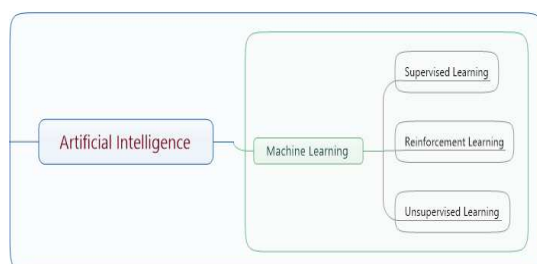 Artificial Intelligence
Machine Learning
Supervised Learning
Reinforcement Learning
Unsupervised Learning